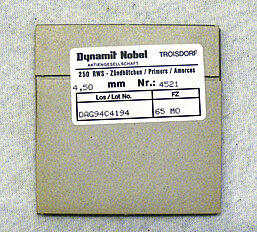 Dynamit Nobel TROISDORF
AKTIENGESELLSCHAFT
250 RWS - Zündhütchen / Primers / Amorces
4,50 mm Nr.: 4521
Los / Lot No. FZ
DAG94C4194 65 MO